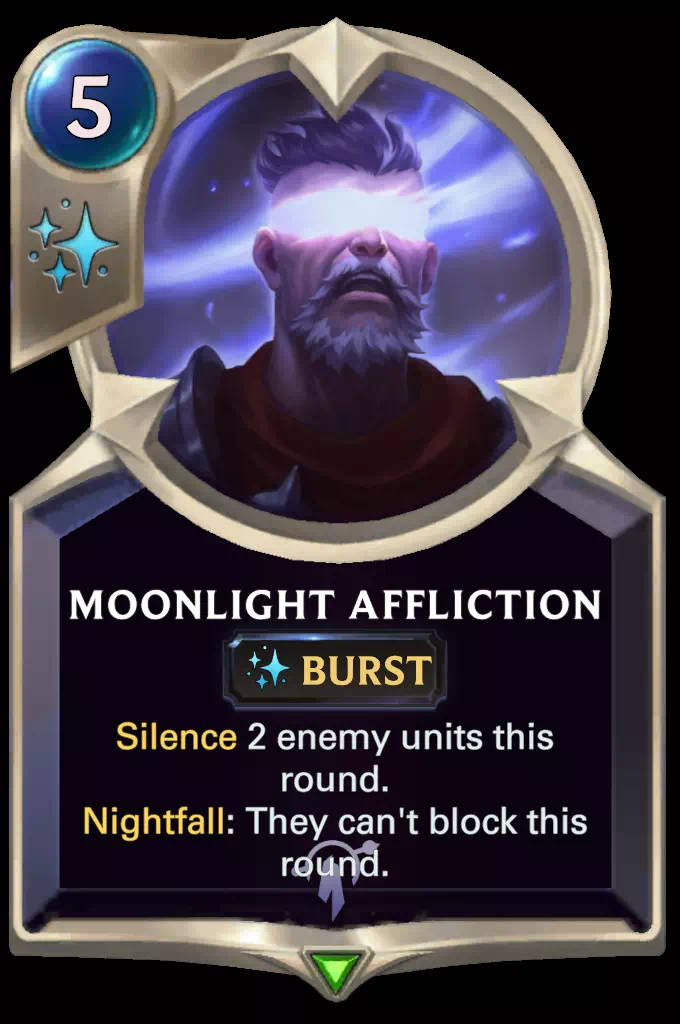 5
MOONLIGHT AFFLICTION
BURST
Silence 2 enemy units this
round.
Nightfall: They can't block this
round.